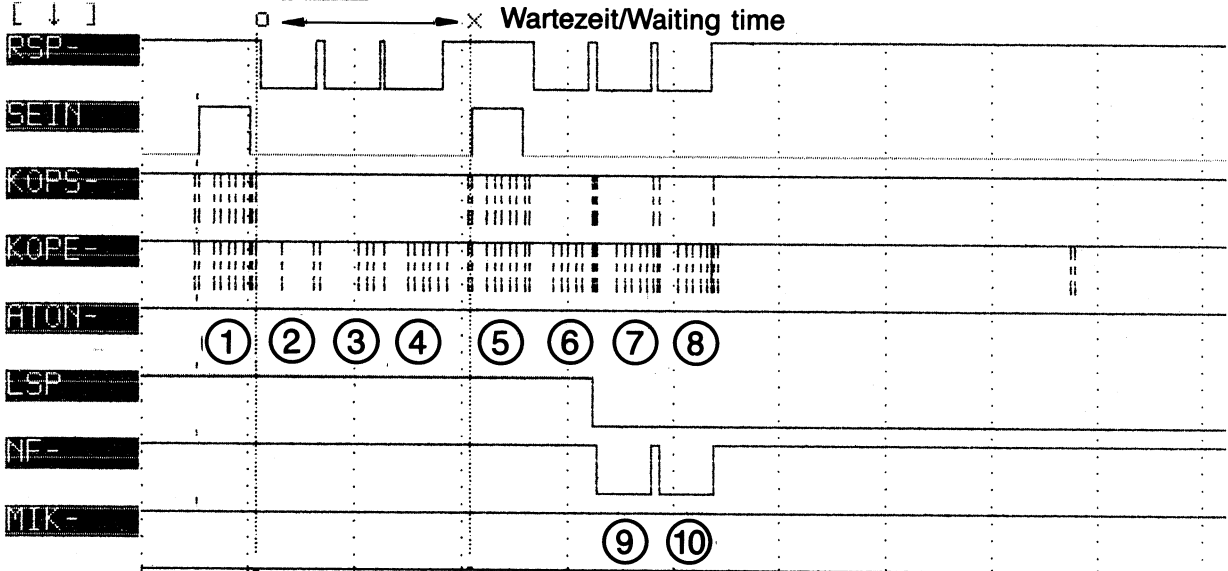 [ ↓ ]
O X Wartezeit/Waiting time
RSP-
SEIN
KOPS-
KOPE-
ATON-
① ② ③ ④ ⑤ ⑥ ⑦ ⑧
LSP
NF-
MIK-
⑨ ⑩